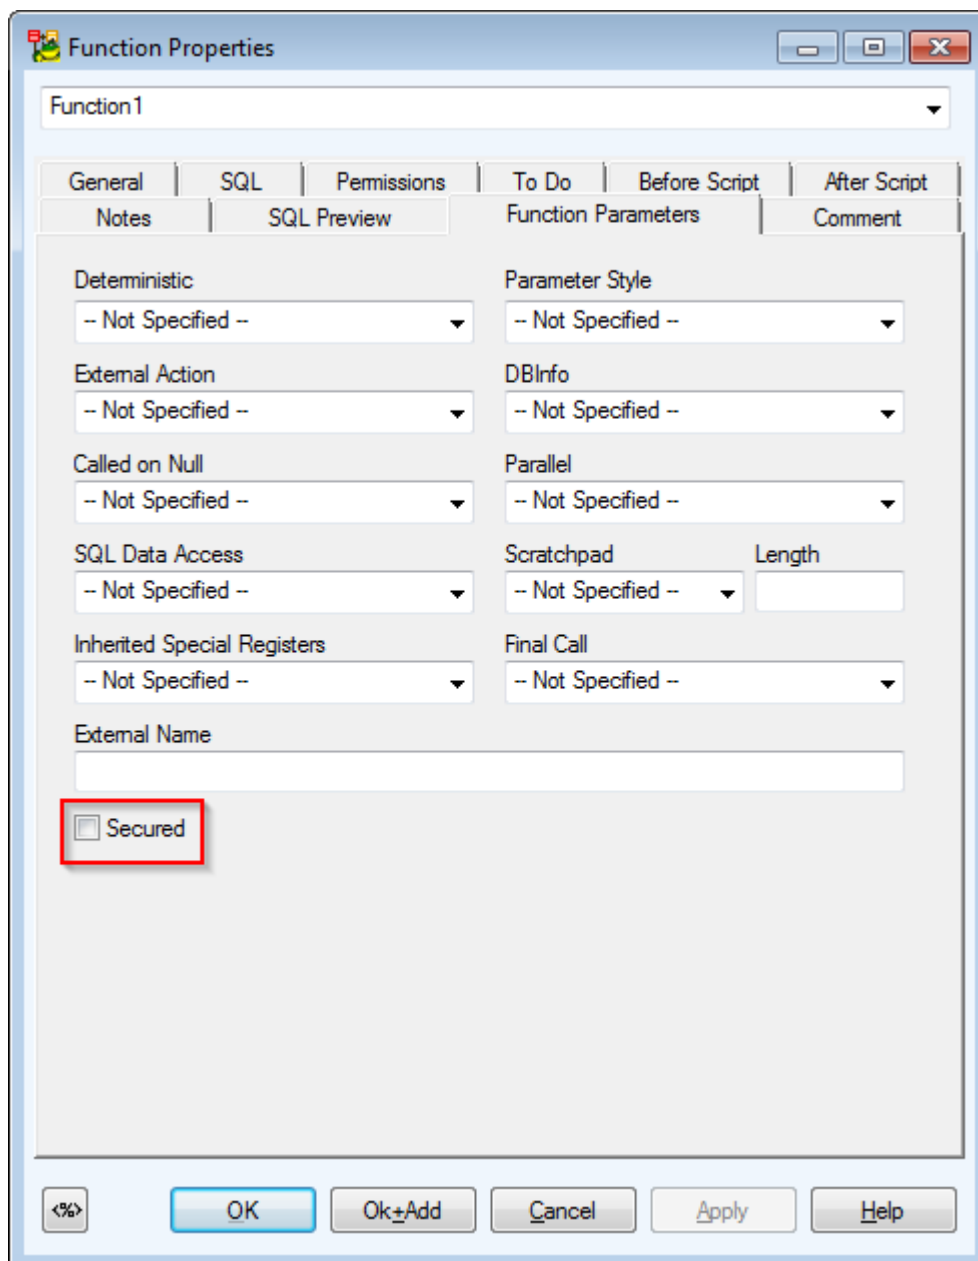 Function Properties
Function1
General SQL Permissions To Do Before Script After Script
Notes SQL Preview Function Parameters Comment
Deterministic Parameter Style
-- Not Specified -- -- Not Specified --
External Action DBInfo
-- Not Specified -- -- Not Specified --
Called on Null Parallel
-- Not Specified -- -- Not Specified --
SQL Data Access Scratchpad Length
-- Not Specified -- -- Not Specified --
Inherited Special Registers Final Call
-- Not Specified -- -- Not Specified --
External Name
Secured
<%> OK Ok+Add Cancel Apply Help